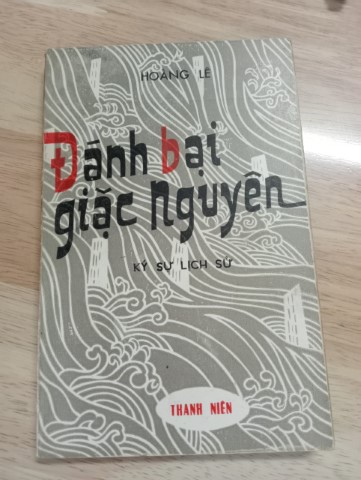 HOÀNG LÊ
Đánh bại
giặc nguyên
KÝ SỰ LỊCH SỬ
THANH NIÊN